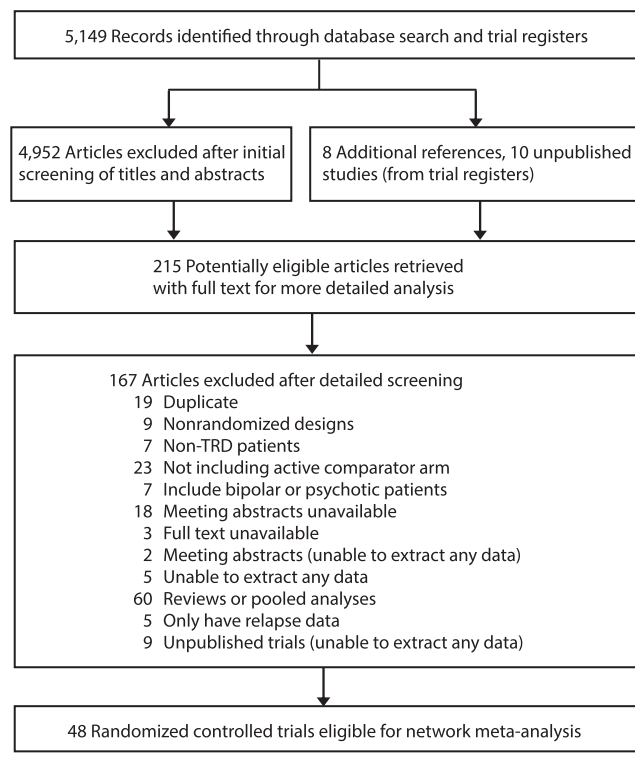 5,149 Records identified through database search and trial registers
4,952 Articles excluded after initial
screening of titles and abstracts
8 Additional references, 10 unpublished
studies (from trial registers)
215 Potentially eligible articles retrieved
with full text for more detailed analysis
167 Articles excluded after detailed screening
19 Duplicate
9 Nonrandomized designs
7 Non-TRD patients
23 Not including active comparator arm
7 Include bipolar or psychotic patients
18 Meeting abstracts unavailable
3 Full text unavailable
2 Meeting abstracts (unable to extract any data)
5 Unable to extract any data
60 Reviews or pooled analyses
5 Only have relapse data
9 Unpublished trials (unable to extract any data)
48 Randomized controlled trials eligible for network meta-analysis